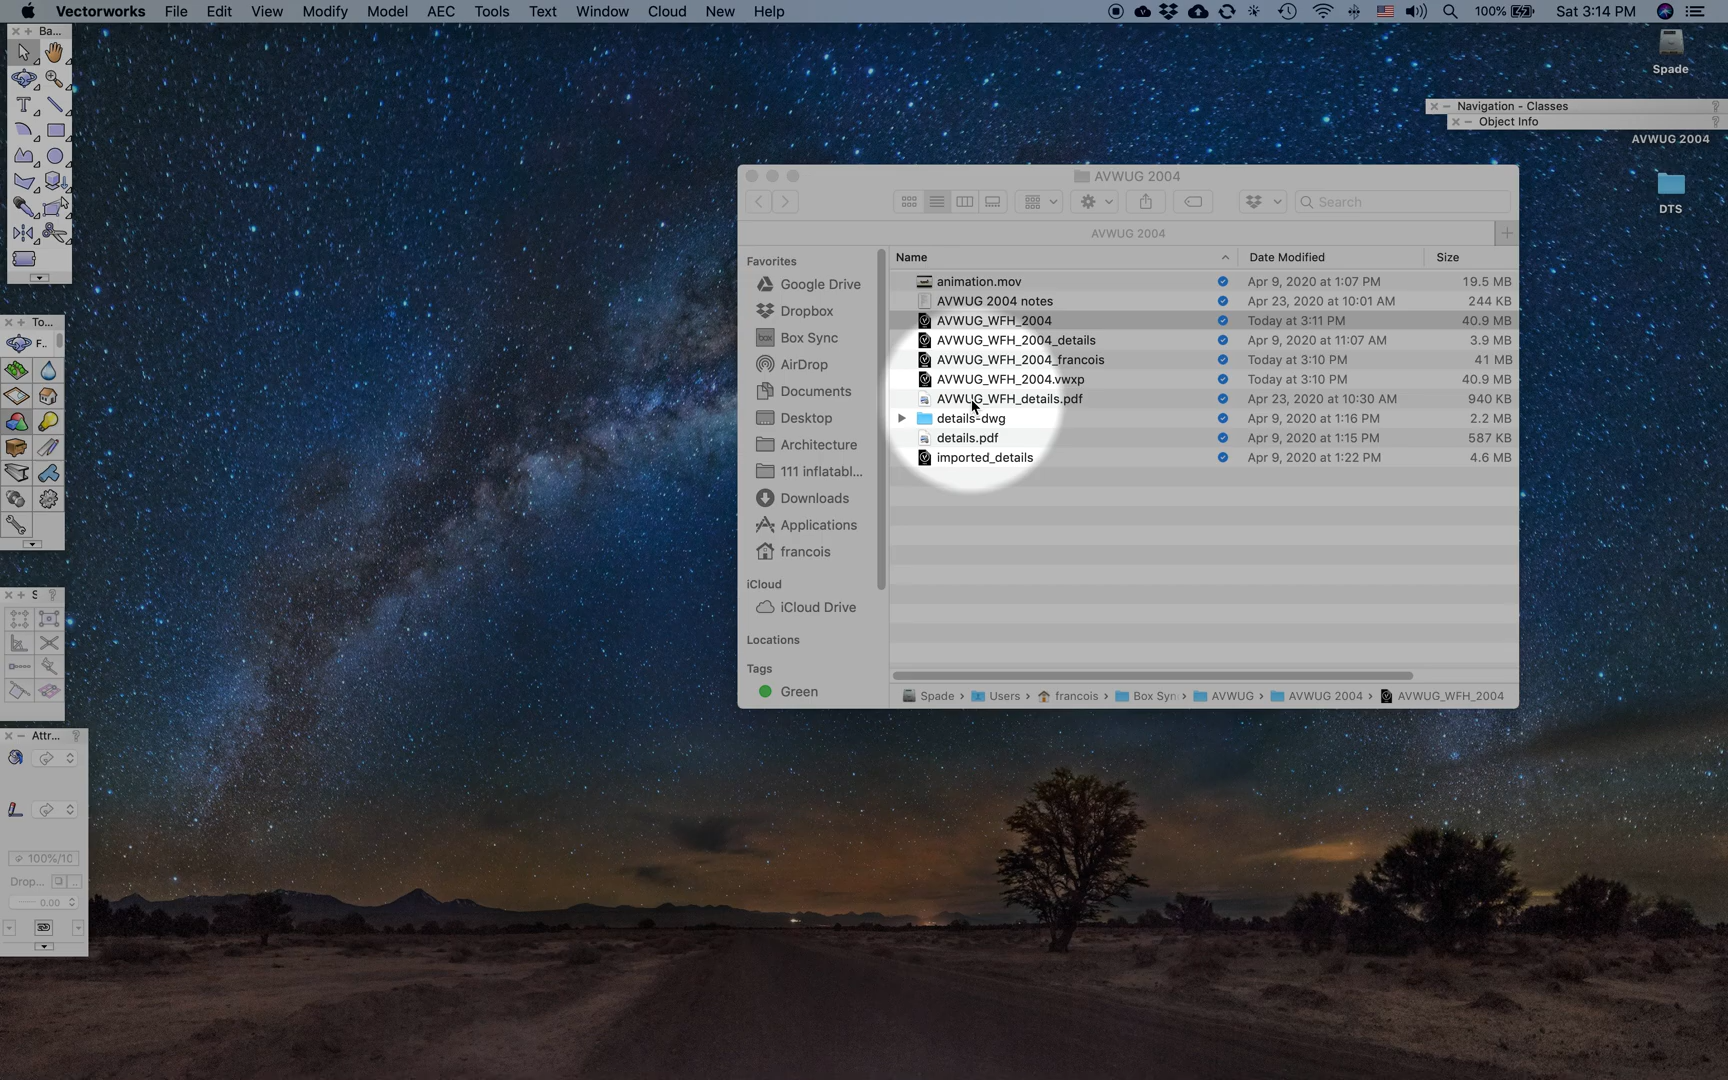 Vectorworks File Edit View Modify Model AEC Tools Text Window Cloud New Help 100% Sat 3:14 PM
Ba...
Spade
Navigation - Classes ?
Object Info ?
AVWUG 2004
DTS
AVWUG 2004
Search
AVWUG 2004
Favorites
Google Drive
Dropbox
Box Sync
AirDrop
Documents
Desktop
Architecture
111 inflatabl...
Downloads
Applications
francois
iCloud
iCloud Drive
Locations
Tags
Green
Name Date Modified Size
animation.mov Apr 9, 2020 at 1:07 PM 19.5 MB
AVWUG 2004 notes Apr 23, 2020 at 10:01 AM 244 KB
AVWUG_WFH_2004 Today at 3:11 PM 40.9 MB
AVWUG_WFH_2004_details Apr 9, 2020 at 11:07 AM 3.9 MB
AVWUG_WFH_2004_francois Today at 3:10 PM 41 MB
AVWUG_WFH_2004.vwxp Today at 3:10 PM 40.9 MB
AVWUG_WFH_details.pdf Apr 23, 2020 at 10:30 AM 940 KB
details-dwg Apr 9, 2020 at 1:16 PM 2.2 MB
details.pdf Apr 9, 2020 at 1:15 PM 587 KB
imported_details Apr 9, 2020 at 1:22 PM 4.6 MB
Spade › Users › francois › Box Syn › AVWUG › AVWUG 2004 › AVWUG_WFH_2004
To...
F..
S ?
Attr... ?
100%/10
Drop...
0.00